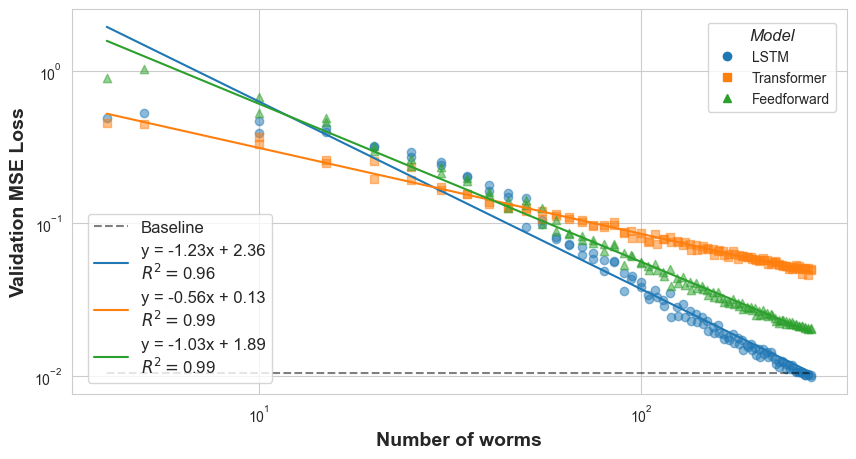 Validation MSE Loss
10⁰
10⁻¹
10⁻²
Model
LSTM
Transformer
Feedforward
Baseline
y = -1.23x + 2.36
R² = 0.96
y = -0.56x + 0.13
R² = 0.99
y = -1.03x + 1.89
R² = 0.99
10¹
10²
Number of worms